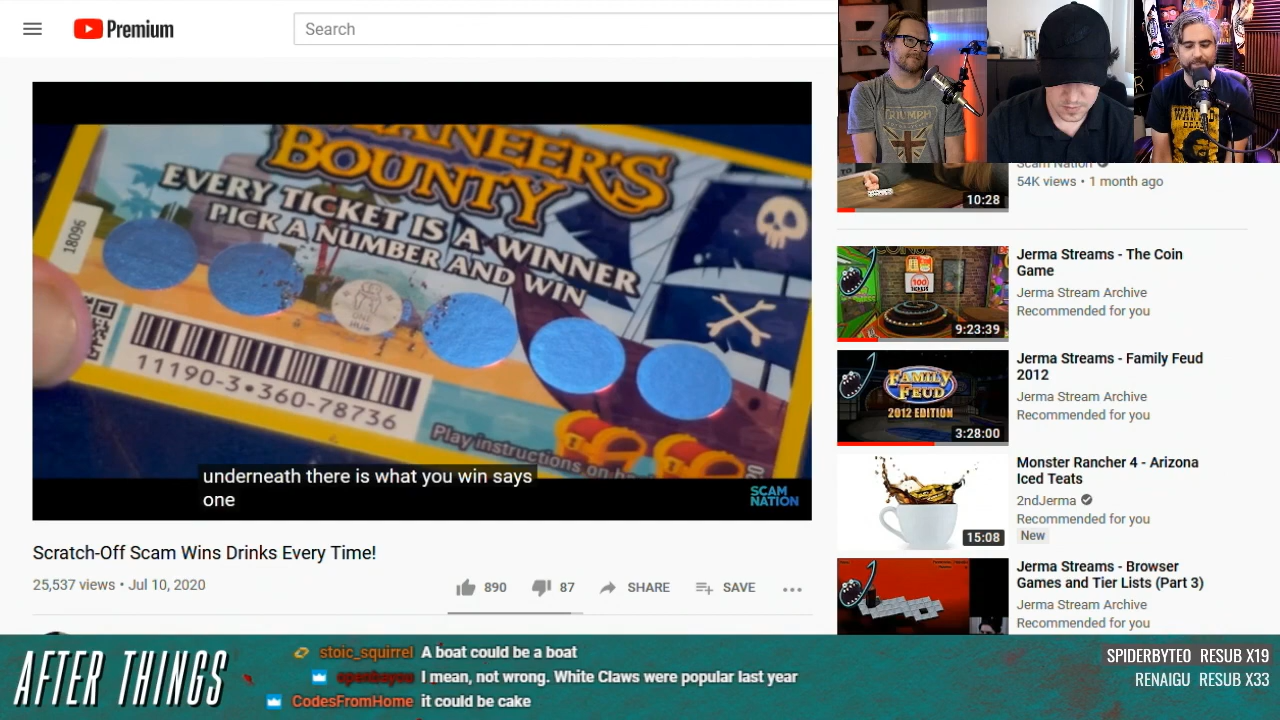 Premium
Search
ANEER'S
BOUNTY
EVERY TICKET IS A WINNER
PICK A NUMBER AND WIN
18096
ONE
11190-3•360-78736
Play instructions on
underneath there is what you win says
one
SCAM
NATION
Scratch-Off Scam Wins Drinks Every Time!
25,537 views • Jul 10, 2020
890
87
SHARE
SAVE
TRIUMPH
WANTED
Scam Nation
54K views • 1 month ago
10:28
100
TICKETS
9:23:39
Jerma Streams - The Coin
Game
Jerma Stream Archive
Recommended for you
FAMILY
FEUD
2012 EDITION
3:28:00
Jerma Streams - Family Feud
2012
Jerma Stream Archive
Recommended for you
15:08
Monster Rancher 4 - Arizona
Iced Teats
2ndJerma
Recommended for you
New
Jerma Streams - Browser
Games and Tier Lists (Part 3)
Jerma Stream Archive
Recommended for you
AFTER THINGS
stoic_squirrel A boat could be a boat
I mean, not wrong. White Claws were popular last year
CodesFromHome it could be cake
SPIDERBYTE0 RESUB X19
RENAIGU RESUB X33